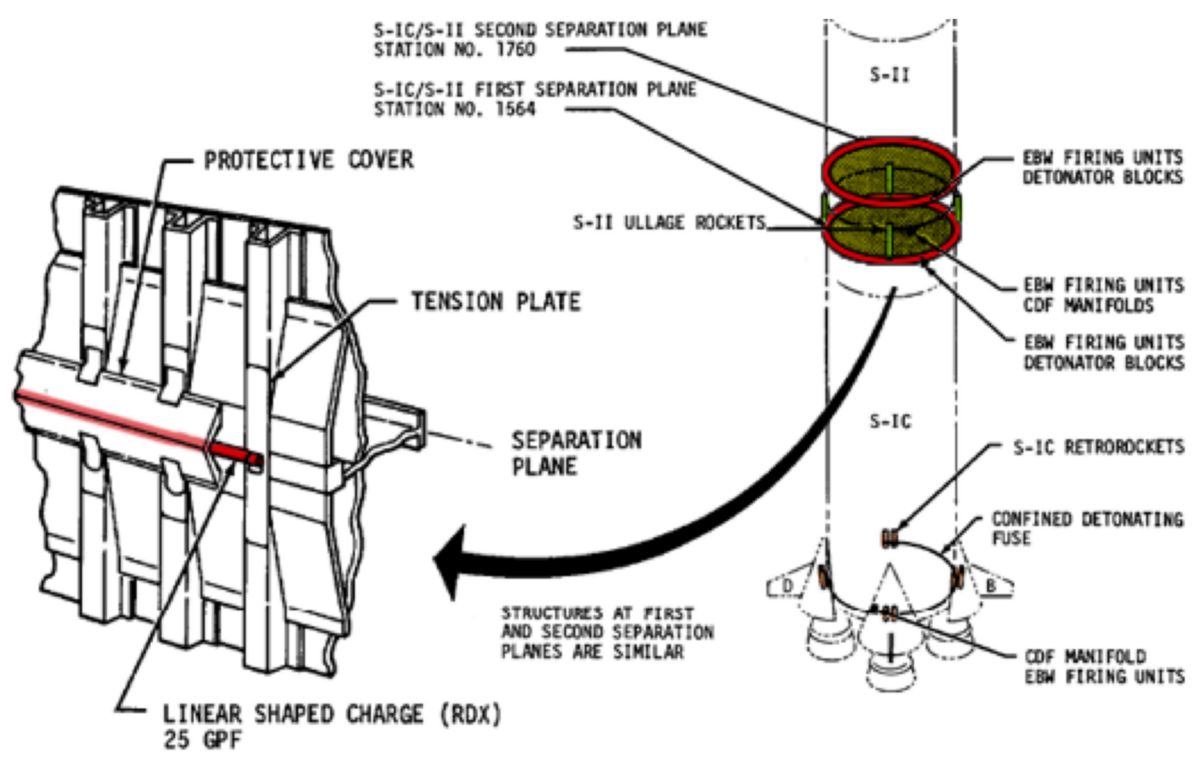 S-IC/S-II SECOND SEPARATION PLANE
STATION NO. 1760
S-IC/S-II FIRST SEPARATION PLANE
STATION NO. 1564
S-II
PROTECTIVE COVER
EBW FIRING UNITS
DETONATOR BLOCKS
S-II ULLAGE ROCKETS
TENSION PLATE
EBW FIRING UNITS
CDF MANIFOLDS
EBW FIRING UNITS
DETONATOR BLOCKS
SEPARATION
PLANE
S-IC
S-IC RETROROCKETS
CONFINED DETONATING
FUSE
D
B
STRUCTURES AT FIRST
AND SECOND SEPARATION
PLANES ARE SIMILAR
CDF MANIFOLD
EBW FIRING UNITS
LINEAR SHAPED CHARGE (RDX)
25 GPF